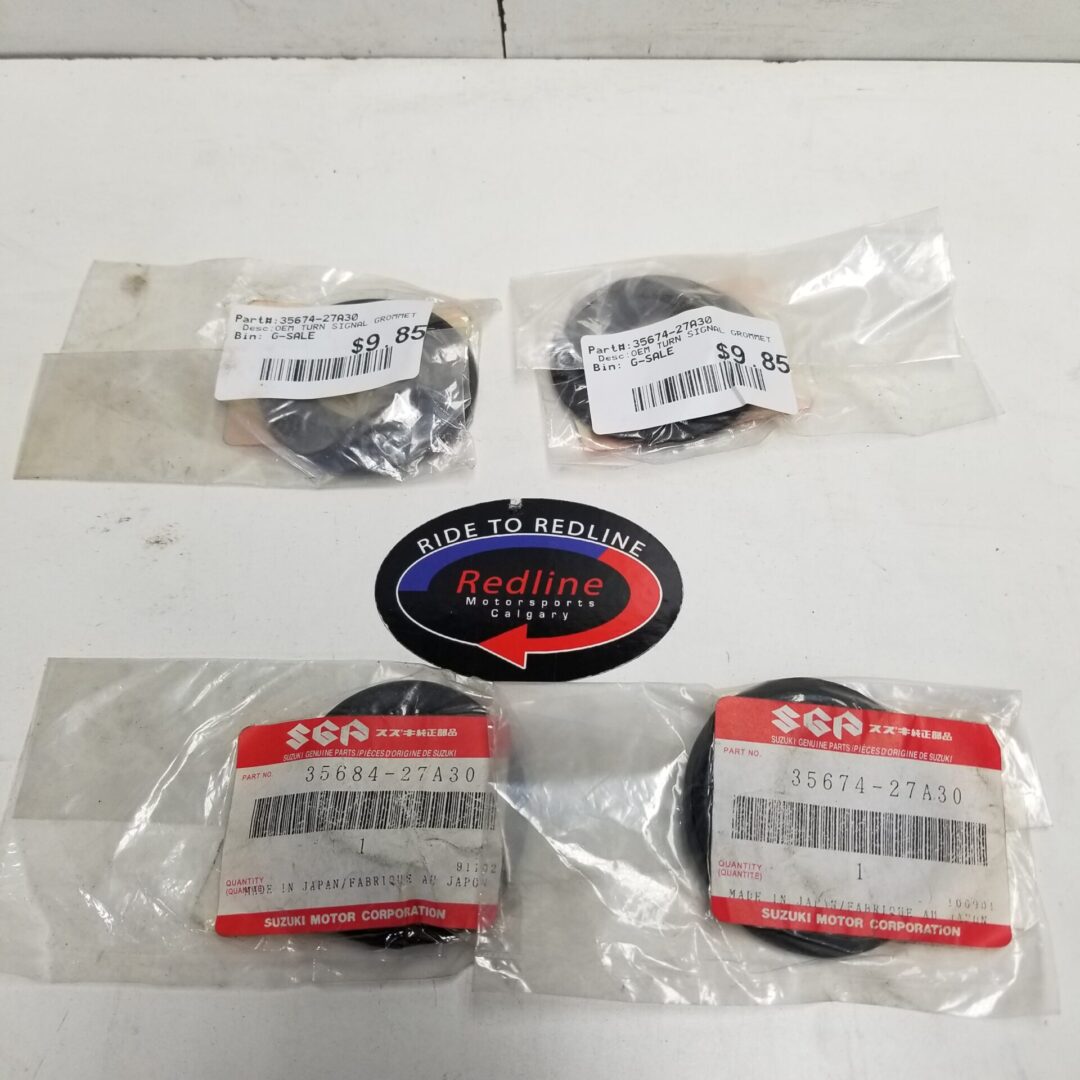 Part#:35674-27A30
Desc:OEM TURN SIGNAL GROMMET
Bin: G-SALE
$9.85
Part#:35674-27A30
Desc:OEM TURN SIGNAL GROMMET
Bin: G-SALE
$9.85
RIDE TO REDLINE
Redline
Motorsports
Calgary
SGP スズキ純正部品
SUZUKI GENUINE PARTS/PIÈCES D'ORIGINE DE SUZUKI
PART NO. 35684-27A30
1
91202
QUANTITY
(QUANTITÉ)
MADE IN JAPAN/FABRIQUE AU JAPON
SUZUKI MOTOR CORPORATION
SGP スズキ純正部品
SUZUKI GENUINE PARTS/PIÈCES D'ORIGINE DE SUZUKI
PART NO. 35674-27A30
1
QUANTITY
(QUANTITÉ)
100901
MADE IN JAPAN/FABRIQUE AU JAPON
SUZUKI MOTOR CORPORATION